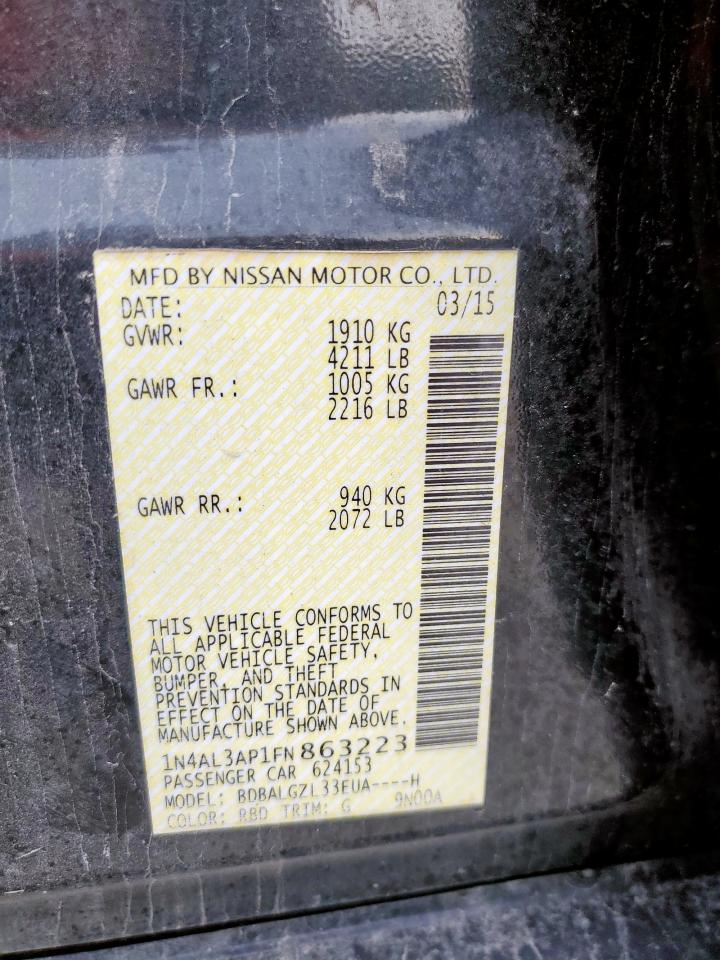 MFD BY NISSAN MOTOR CO., LTD.
DATE: 03/15
GVWR: 1910 KG
4211 LB
GAWR FR.: 1005 KG
2216 LB
GAWR RR.: 940 KG
2072 LB
THIS VEHICLE CONFORMS TO
ALL APPLICABLE FEDERAL
MOTOR VEHICLE SAFETY,
BUMPER, AND THEFT
PREVENTION STANDARDS IN
EFFECT ON THE DATE OF
MANUFACTURE SHOWN ABOVE.
1N4AL3AP1FN 863223
PASSENGER CAR 624153
MODEL: BDBALGZL33EUA----H
COLOR: RBD TRIM: G 9N00A